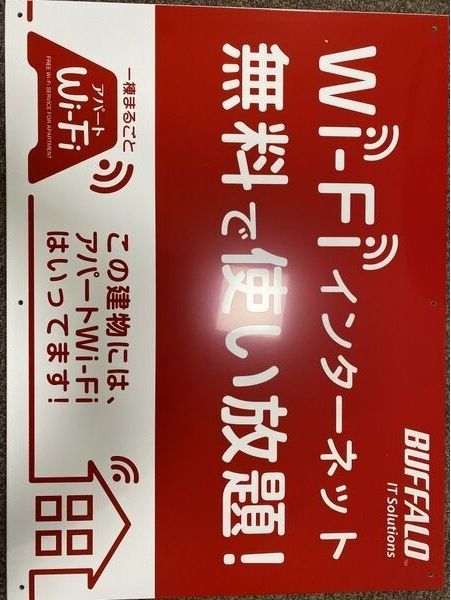 BUFFALO™
IT Solutions
Wi-Fiインターネット
無料で使い放題!
一棟まるごと
アパート
Wi-Fi
FREE Wi-Fi SERVICE FOR APARTMENT
この建物には、
アパートWi-Fi
はいってます!